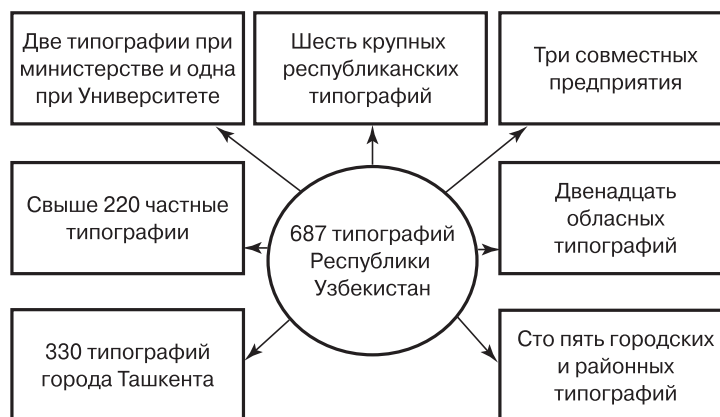 Две типографии при
министерстве и одна
при Университете
Шесть крупных
республиканских
типографий
Три совместных
предприятия
Свыше 220 частные
типографии
687 типографий
Республики
Узбекистан
Двенадцать
обласных
типографий
330 типографий
города Ташкента
Сто пять городских
и районных
типографий